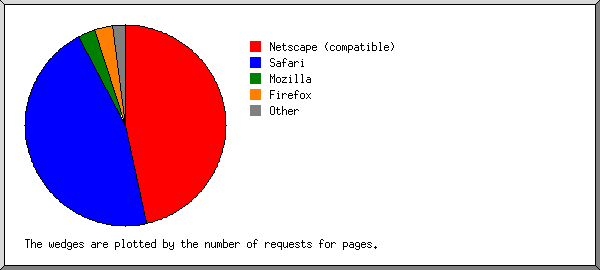 Netscape (compatible)
Safari
Mozilla
Firefox
Other
The wedges are plotted by the number of requests for pages.